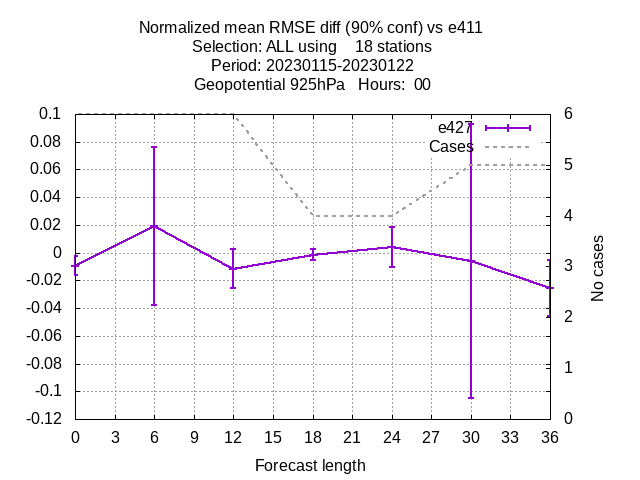 Normalized mean RMSE diff (90% conf) vs e411
Selection: ALL using    18 stations
Period: 20230115-20230122
Geopotential 925hPa   Hours:  00
0.1
0.08
0.06
0.04
0.02
0
-0.02
-0.04
-0.06
-0.08
-0.1
-0.12
e427
Cases
6
5
4
3
2
1
0
No cases
0 3 6 9 12 15 18 21 24 27 30 33 36
Forecast length